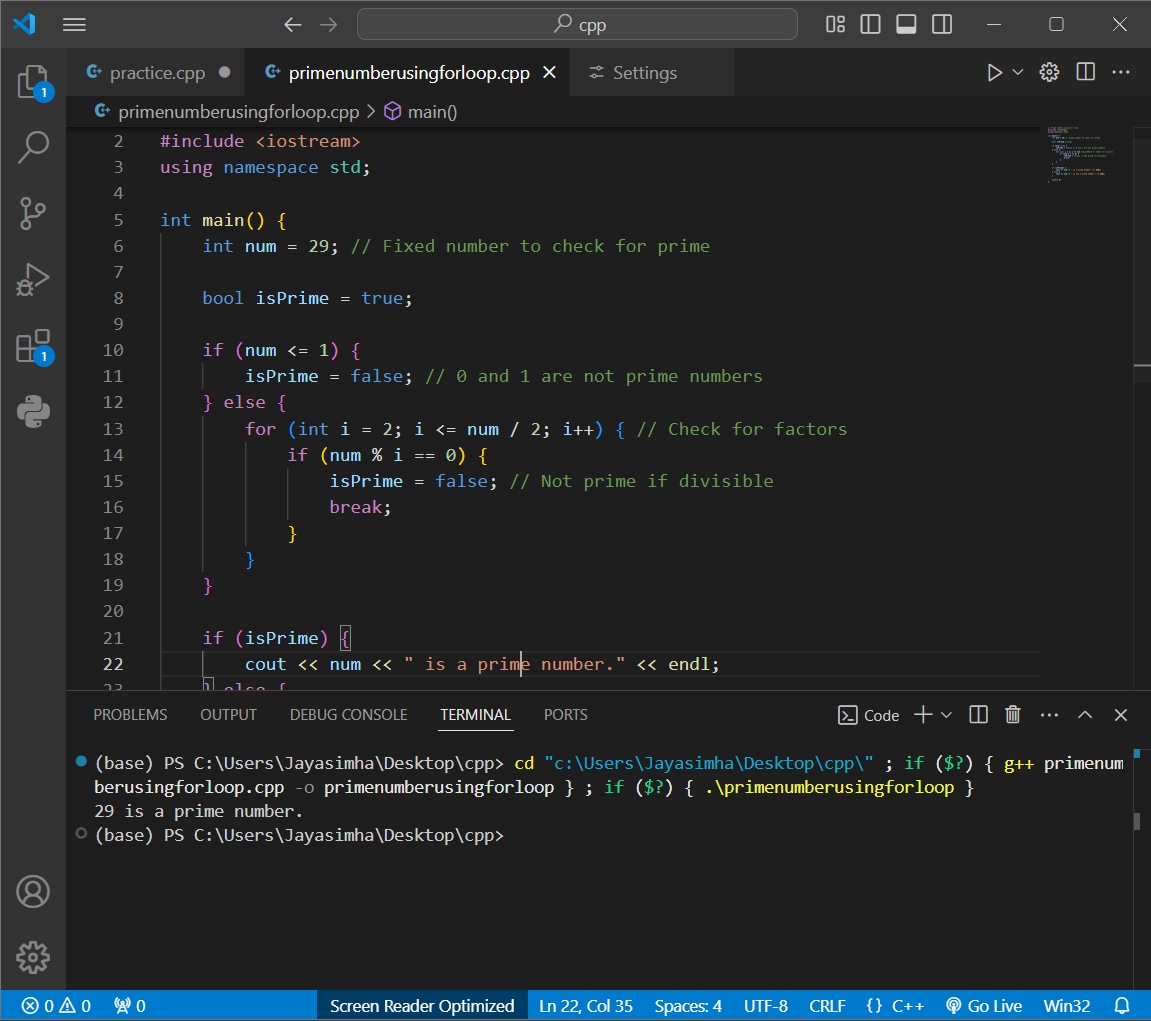 cpp
practice.cpp
primenumberusingforloop.cpp
Settings
1
primenumberusingforloop.cpp > main()
2 #include <iostream>
3 using namespace std;
4
5 int main() {
6 int num = 29; // Fixed number to check for prime
7
8 bool isPrime = true;
9
10 if (num <= 1) {
11 isPrime = false; // 0 and 1 are not prime numbers
12 } else {
13 for (int i = 2; i <= num / 2; i++) { // Check for factors
14 if (num % i == 0) {
15 isPrime = false; // Not prime if divisible
16 break;
17 }
18 }
19 }
20
21 if (isPrime) {
22 cout << num << " is a prime number." << endl;
23 } else {
1
PROBLEMS OUTPUT DEBUG CONSOLE TERMINAL PORTS Code
(base) PS C:\Users\Jayasimha\Desktop\cpp> cd "c:\Users\Jayasimha\Desktop\cpp\" ; if ($?) { g++ primenum
berusingforloop.cpp -o primenumberusingforloop } ; if ($?) { .\primenumberusingforloop }
29 is a prime number.
(base) PS C:\Users\Jayasimha\Desktop\cpp>
0 0 0 Screen Reader Optimized Ln 22, Col 35 Spaces: 4 UTF-8 CRLF {} C++ Go Live Win32